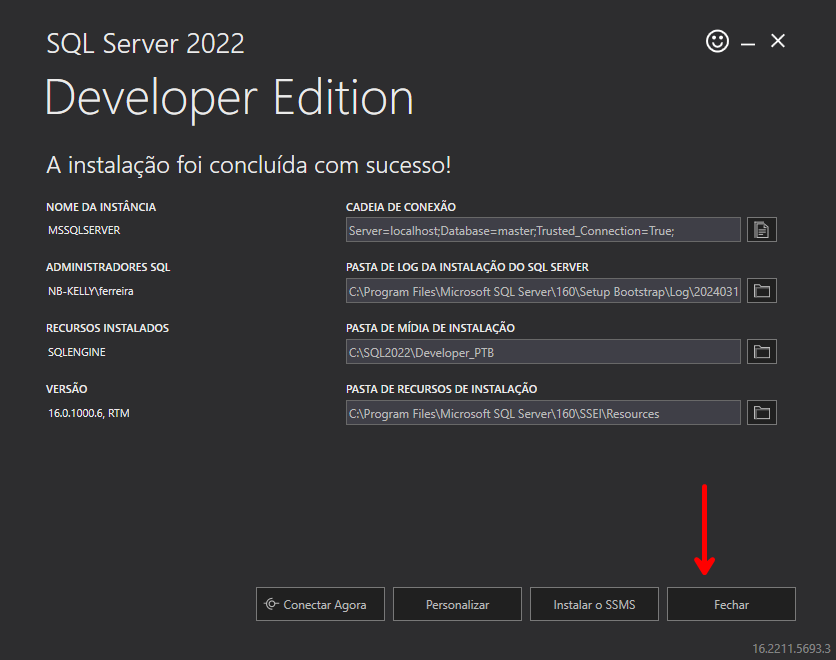 SQL Server 2022
Developer Edition
A instalação foi concluída com sucesso!
NOME DA INSTÂNCIA
MSSQLSERVER
CADEIA DE CONEXÃO
Server=localhost;Database=master;Trusted_Connection=True;
ADMINISTRADORES SQL
NB-KELLY\ferreira
PASTA DE LOG DA INSTALAÇÃO DO SQL SERVER
C:\Program Files\Microsoft SQL Server\160\Setup Bootstrap\Log\2024031
RECURSOS INSTALADOS
SQLENGINE
PASTA DE MÍDIA DE INSTALAÇÃO
C:\SQL2022\Developer_PTB
VERSÃO
16.0.1000.6, RTM
PASTA DE RECURSOS DE INSTALAÇÃO
C:\Program Files\Microsoft SQL Server\160\SSEI\Resources
Conectar Agora
Personalizar
Instalar o SSMS
Fechar
16.2211.5693.3